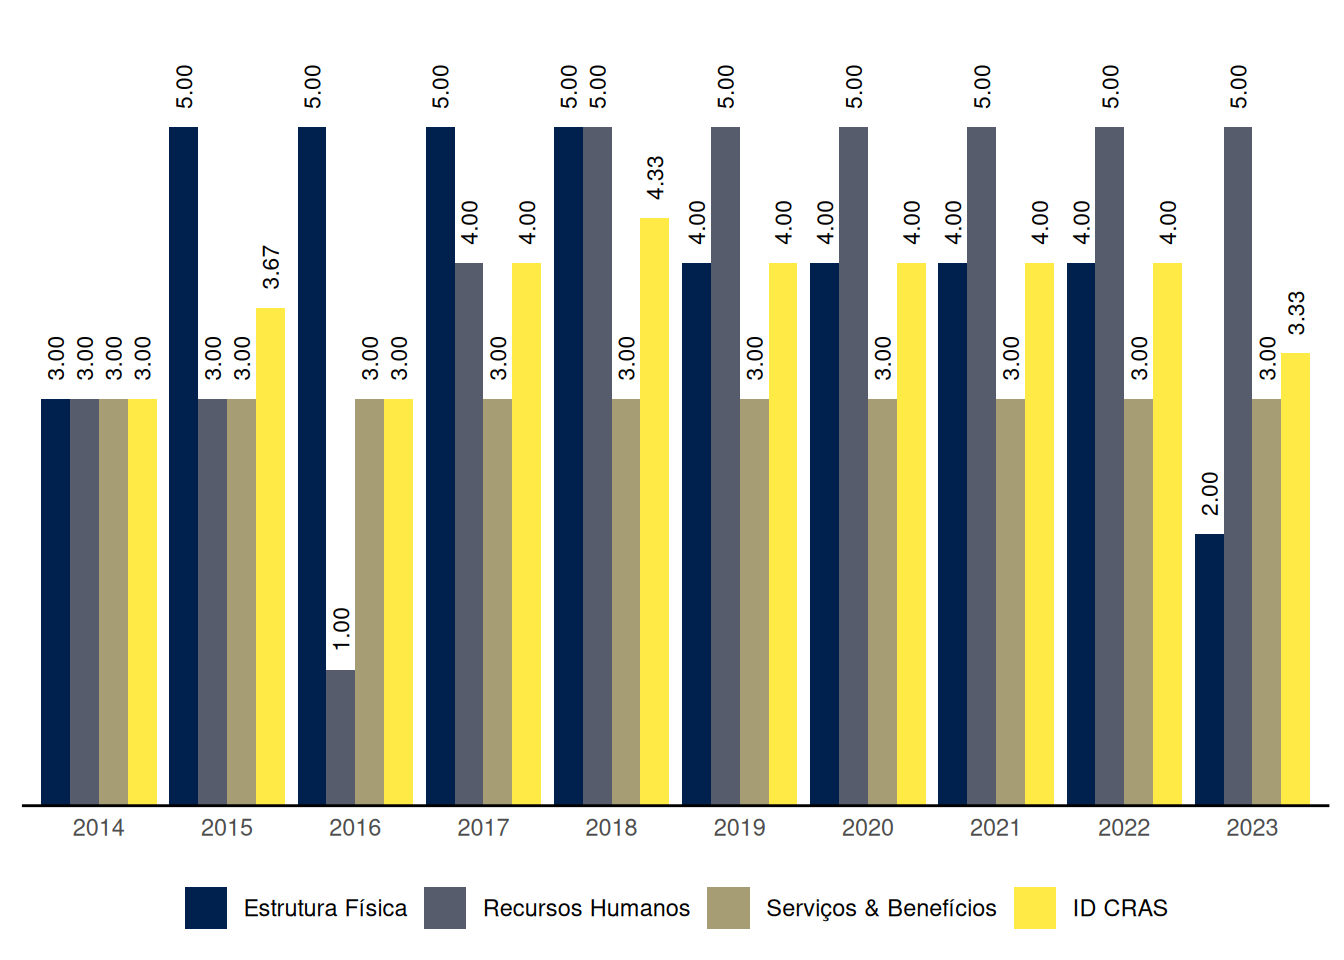 5.00 5.00 5.00 5.00 5.00 5.00 5.00 5.00 5.00 5.00
4.33
4.00 4.00 4.00 4.00 4.00 4.00 4.00 4.00 4.00 4.00
3.67
3.33
3.00 3.00 3.00 3.00 3.00 3.00 3.00 3.00 3.00 3.00 3.00 3.00 3.00 3.00 3.00
2.00
1.00
2014 2015 2016 2017 2018 2019 2020 2021 2022 2023
Estrutura Física Recursos Humanos Serviços & Benefícios ID CRAS